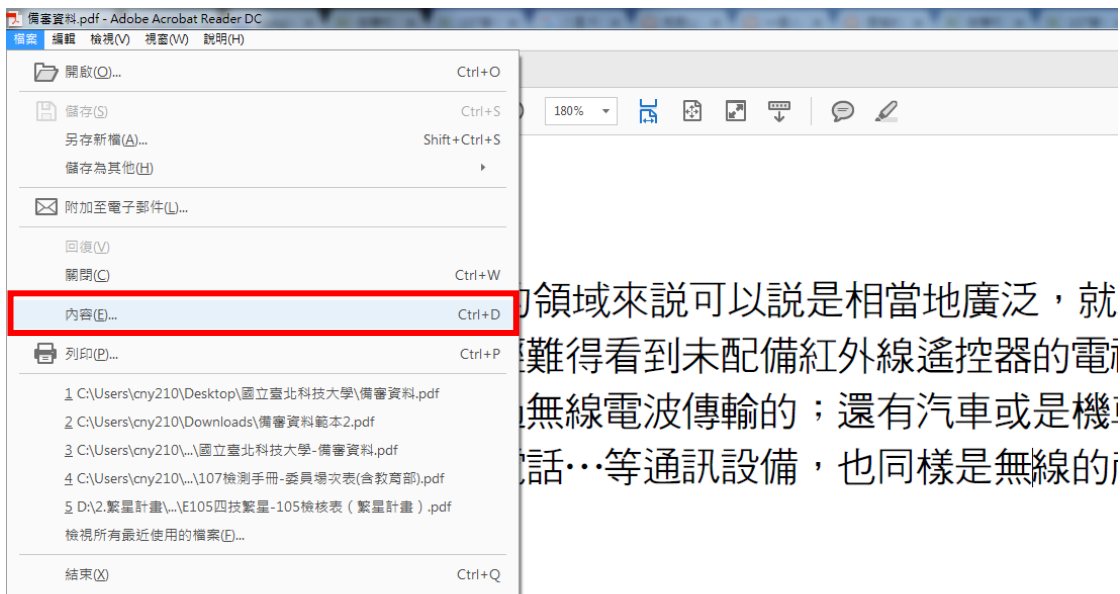 備審資料.pdf - Adobe Acrobat Reader DC
檔案 編輯 檢視(V) 視窗(W) 說明(H)
開啟(O)... Ctrl+O
儲存(S) Ctrl+S
另存新檔(A)... Shift+Ctrl+S
儲存為其他(H)
附加至電子郵件(L)...
回復(V)
關閉(C) Ctrl+W
內容(E)... Ctrl+D
列印(P)... Ctrl+P
1 C:\Users\cny210\Desktop\國立臺北科技大學\備審資料.pdf
2 C:\Users\cny210\Downloads\備審資料範本2.pdf
3 C:\Users\cny210\...\國立臺北科技大學-備審資料.pdf
4 C:\Users\cny210\...\107檢測手冊-委員場次表(含教育部).pdf
5 D:\2.繁星計畫\...\E105四技繁星-105檢核表（繁星計畫）.pdf
檢視所有最近使用的檔案(F)...
結束(X) Ctrl+Q
180%
領域來說可以說是相當地廣泛，就
難得看到未配備紅外線遙控器的電
無線電波傳輸的；還有汽車或是機
話…等通訊設備，也同樣是無線的